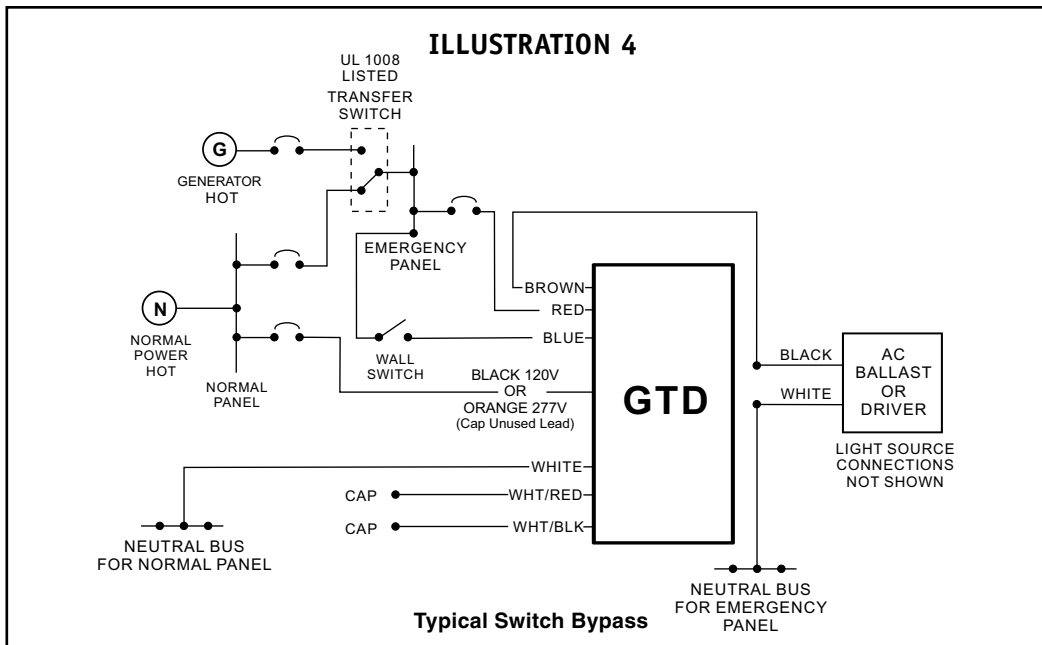 ILLUSTRATION 4
UL 1008
LISTED
TRANSFER
SWITCH
G
GENERATOR
HOT
EMERGENCY
PANEL
N
NORMAL
POWER
HOT
NORMAL
PANEL
WALL
SWITCH
BROWN
RED
BLUE
BLACK 120V
OR
ORANGE 277V
(Cap Unused Lead)
GTD
BLACK
WHITE
AC
BALLAST
OR
DRIVER
LIGHT SOURCE
CONNECTIONS
NOT SHOWN
WHITE
CAP
WHT/RED
CAP
WHT/BLK
NEUTRAL BUS
FOR NORMAL PANEL
NEUTRAL BUS
FOR EMERGENCY
PANEL
Typical Switch Bypass